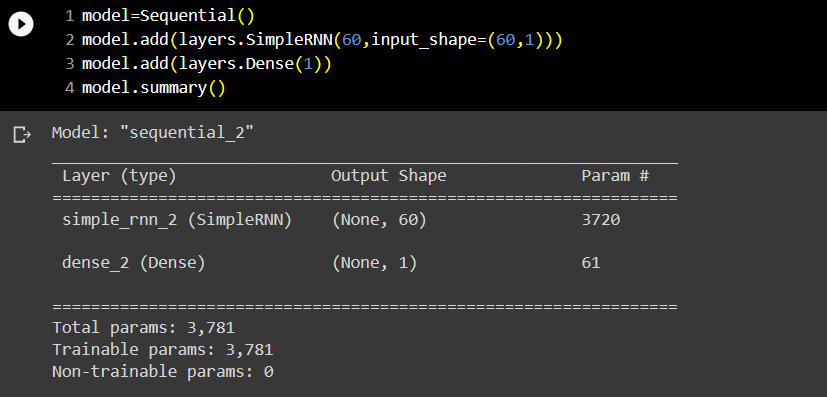 1 model=Sequential()
2 model.add(layers.SimpleRNN(60,input_shape=(60,1)))
3 model.add(layers.Dense(1))
4 model.summary()
Model: "sequential_2"
Layer (type) Output Shape Param #
=================================================================
simple_rnn_2 (SimpleRNN) (None, 60) 3720
dense_2 (Dense) (None, 1) 61
=================================================================
Total params: 3,781
Trainable params: 3,781
Non-trainable params: 0